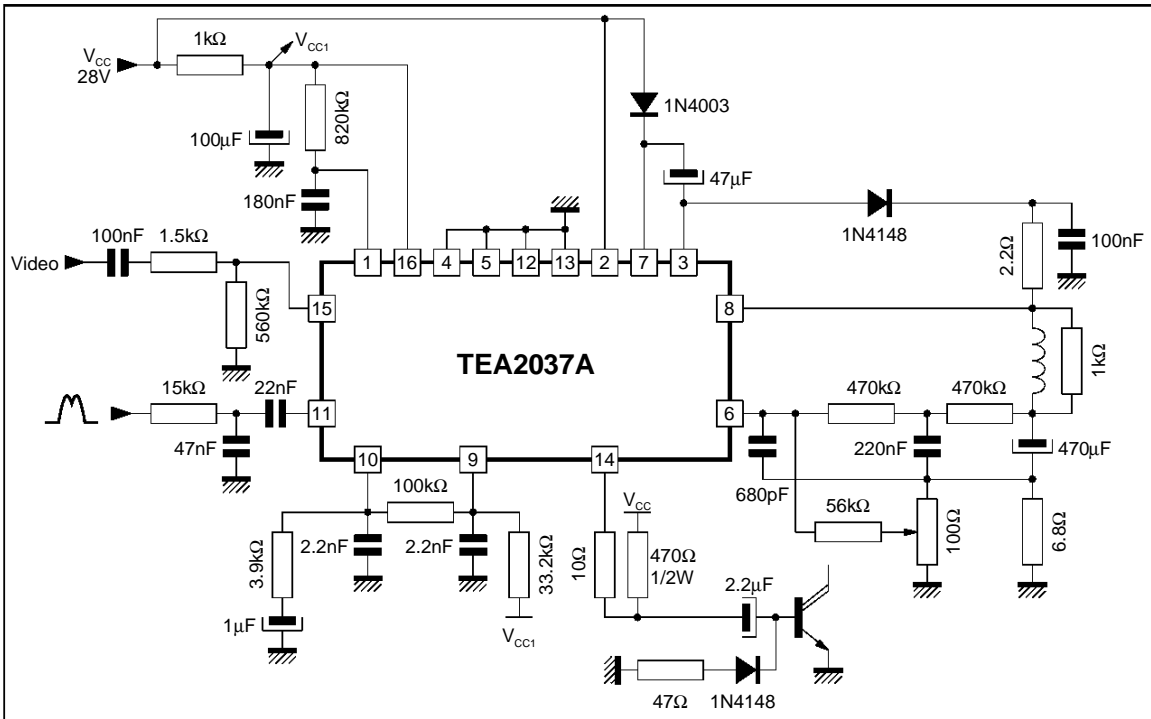 1kΩ
VCC1
VCC
28V
1N4003
100µF
820kΩ
47µF
180nF
1N4148
2.2Ω
100nF
100nF
1.5kΩ
Video
1
16
4
5
12
13
2
7
3
15
8
560kΩ
TEA2037A
1kΩ
15kΩ
22nF
11
6
470kΩ
470kΩ
47nF
220nF
470µF
10
9
14
680pF
100kΩ
VCC
56kΩ
3.9kΩ
2.2nF
2.2nF
33.2kΩ
10Ω
470Ω
1/2W
100Ω
6.8Ω
2.2µF
1µF
VCC1
47Ω
1N4148